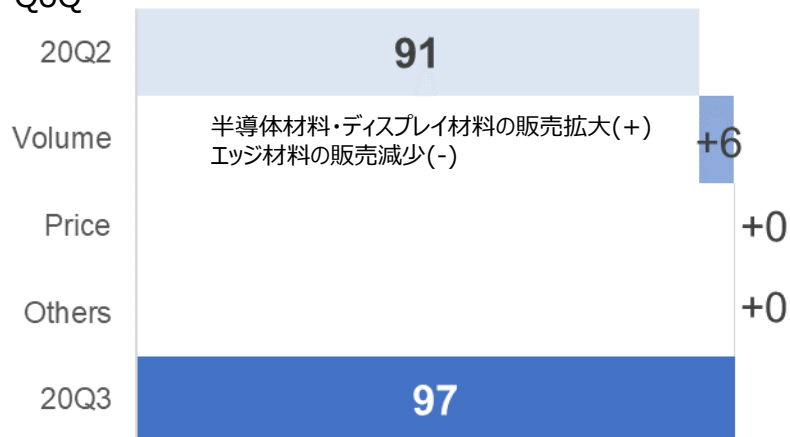 QoQ
20Q2 91
Volume 半導体材料・ディスプレイ材料の販売拡大(+) +6
エッジ材料の販売減少(-)
Price +0
Others +0
20Q3 97